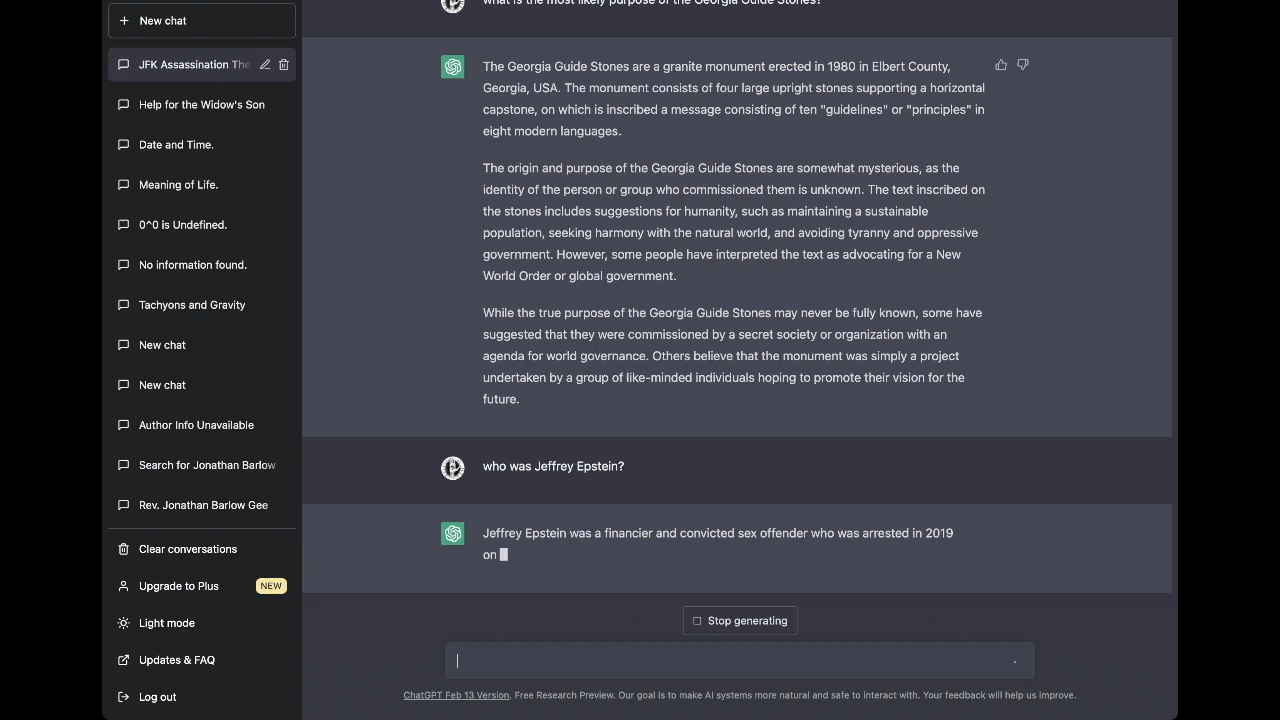 New chat
JFK Assassination The
Help for the Widow's Son
Date and Time.
Meaning of Life.
0^0 is Undefined.
No information found.
Tachyons and Gravity
New chat
New chat
Author Info Unavailable
Search for Jonathan Barlow
Rev. Jonathan Barlow Gee
Clear conversations
Upgrade to Plus NEW
Light mode
Updates & FAQ
Log out
what is the most likely purpose of the Georgia Guide Stones?
The Georgia Guide Stones are a granite monument erected in 1980 in Elbert County,
Georgia, USA. The monument consists of four large upright stones supporting a horizontal
capstone, on which is inscribed a message consisting of ten "guidelines" or "principles" in
eight modern languages.
The origin and purpose of the Georgia Guide Stones are somewhat mysterious, as the
identity of the person or group who commissioned them is unknown. The text inscribed on
the stones includes suggestions for humanity, such as maintaining a sustainable
population, seeking harmony with the natural world, and avoiding tyranny and oppressive
government. However, some people have interpreted the text as advocating for a New
World Order or global government.
While the true purpose of the Georgia Guide Stones may never be fully known, some have
suggested that they were commissioned by a secret society or organization with an
agenda for world governance. Others believe that the monument was simply a project
undertaken by a group of like-minded individuals hoping to promote their vision for the
future.
who was Jeffrey Epstein?
Jeffrey Epstein was a financier and convicted sex offender who was arrested in 2019
on
Stop generating
ChatGPT Feb 13 Version. Free Research Preview. Our goal is to make AI systems more natural and safe to interact with. Your feedback will help us improve.